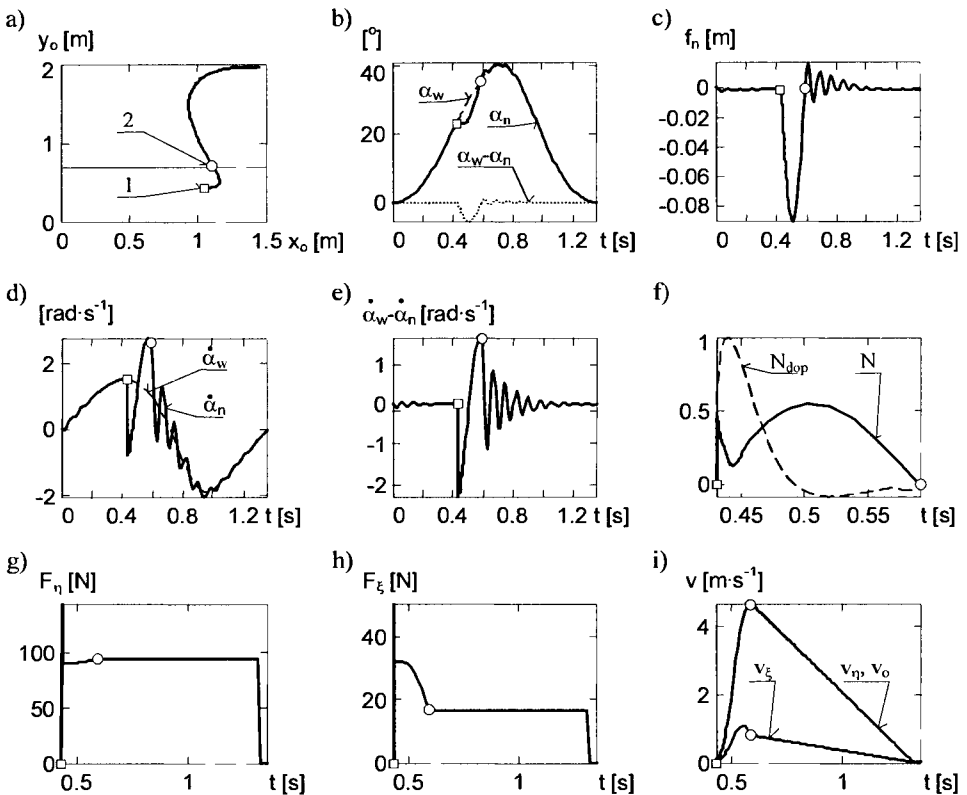 a)
y₀ [m]
2
1
0
2
1
0
0.5
1
1.5
x₀ [m]
b)
[°]
40
20
0
α_w
α_n
α_w-α_n
0
0.4
0.8
1.2
t [s]
c)
f_n [m]
0
-0.02
-0.04
-0.06
-0.08
0
0.4
0.8
1.2
t [s]
d)
[rad·s⁻¹]
2
0
-2
α̇_w
α̇_n
0
0.4
0.8
1.2
t [s]
e)
α̇_w-α̇_n [rad·s⁻¹]
1
0
-1
-2
0
0.4
0.8
1.2
t [s]
f)
1
0.5
0
N_dop
N
0.45
0.5
0.55
t [s]
g)
F_η [N]
100
50
0
1
t [s]
h)
F_ξ [N]
40
20
0
0.5
1
t [s]
i)
v [m·s⁻¹]
4
2
0
v_ξ
v_η, v_o
0.5
1
t [s]